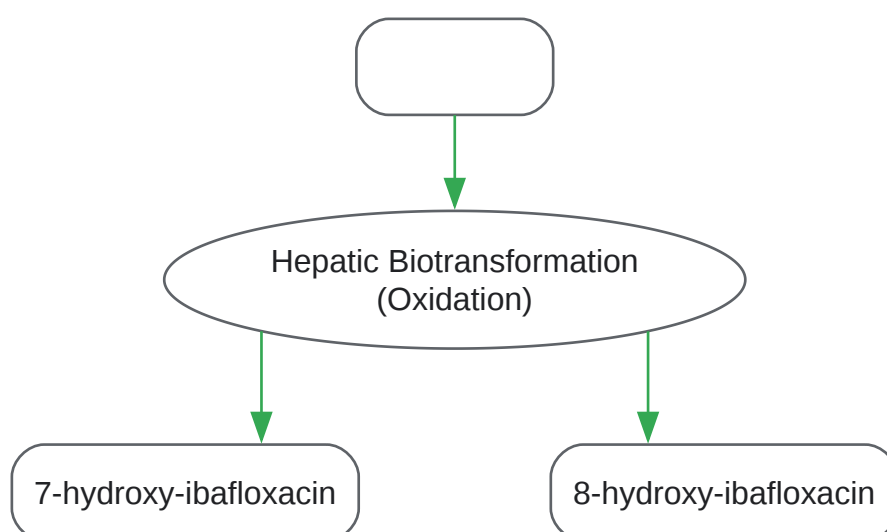 Hepatic Biotransformation
(Oxidation)
7-hydroxy-ibafloxacin
8-hydroxy-ibafloxacin